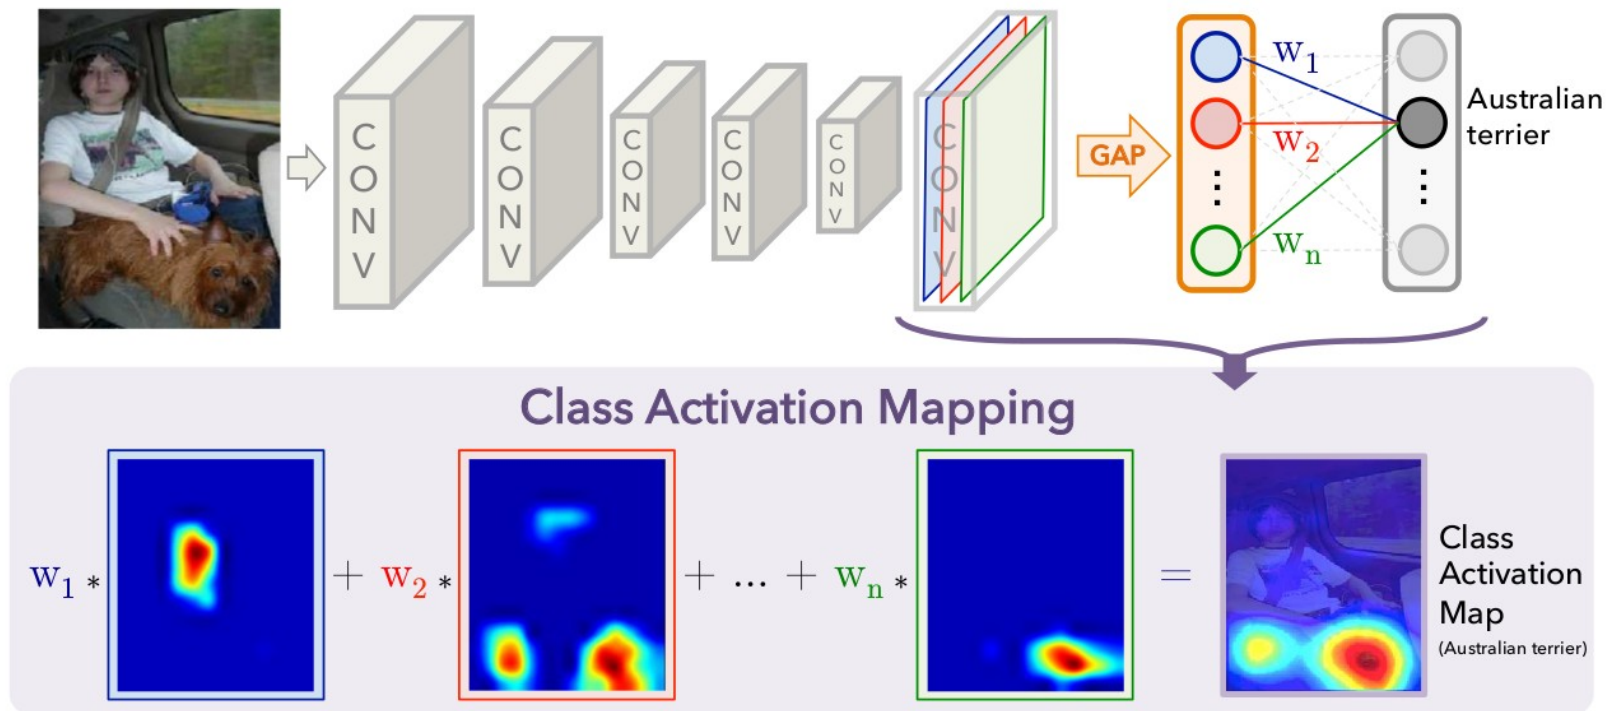 CONV
CONV
CONV
CONV
CONV
CONV
GAP
w1
w2
⋮
wn
⋮
Australian
terrier
Class Activation Mapping
w1 * + w2 * + ... + wn * =
Class
Activation
Map
(Australian terrier)